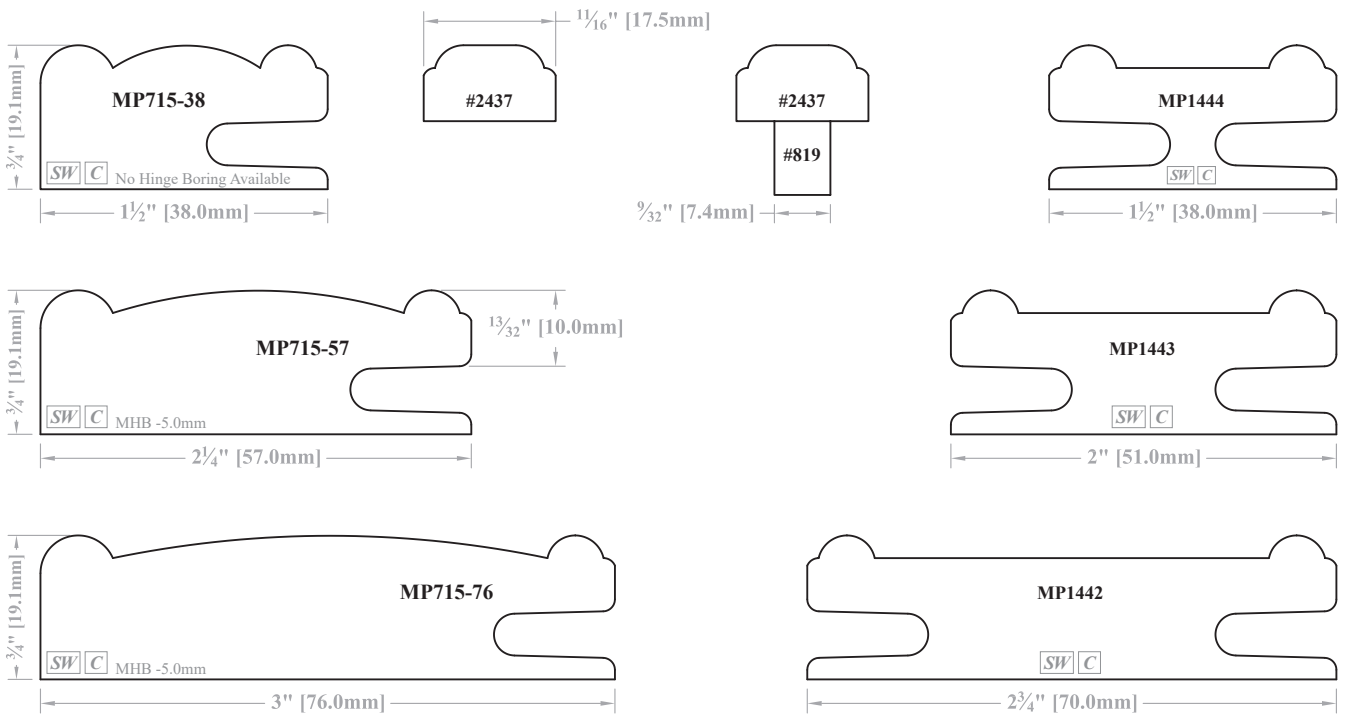 ¾" [19.1mm]
MP715-38
SW C No Hinge Boring Available
1½" [38.0mm]
11/16" [17.5mm]
#2437
#2437
#819
9/32" [7.4mm]
MP1444
SW C
1½" [38.0mm]
¾" [19.1mm]
MP715-57
SW C MHB -5.0mm
2¼" [57.0mm]
13/32" [10.0mm]
MP1443
SW C
2" [51.0mm]
¾" [19.1mm]
MP715-76
SW C MHB -5.0mm
3" [76.0mm]
MP1442
SW C
2¾" [70.0mm]